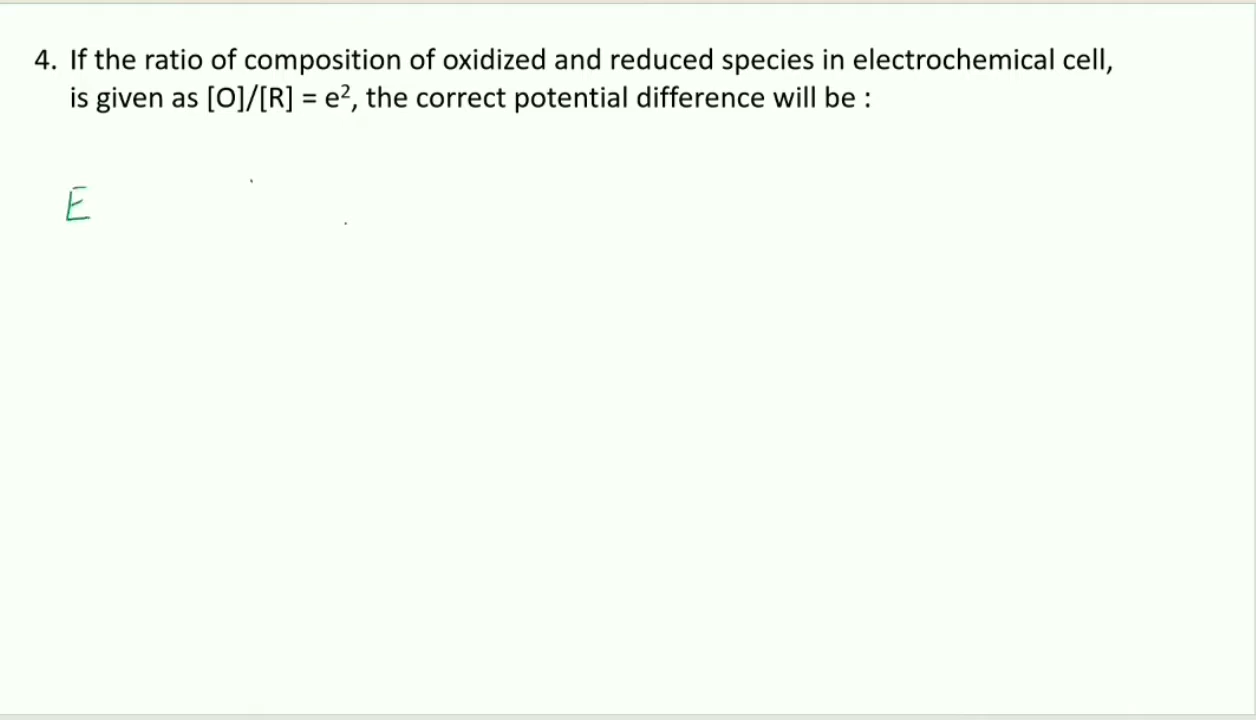 4. If the ratio of composition of oxidized and reduced species in electrochemical cell,
is given as [O]/[R] = e², the correct potential difference will be :
E